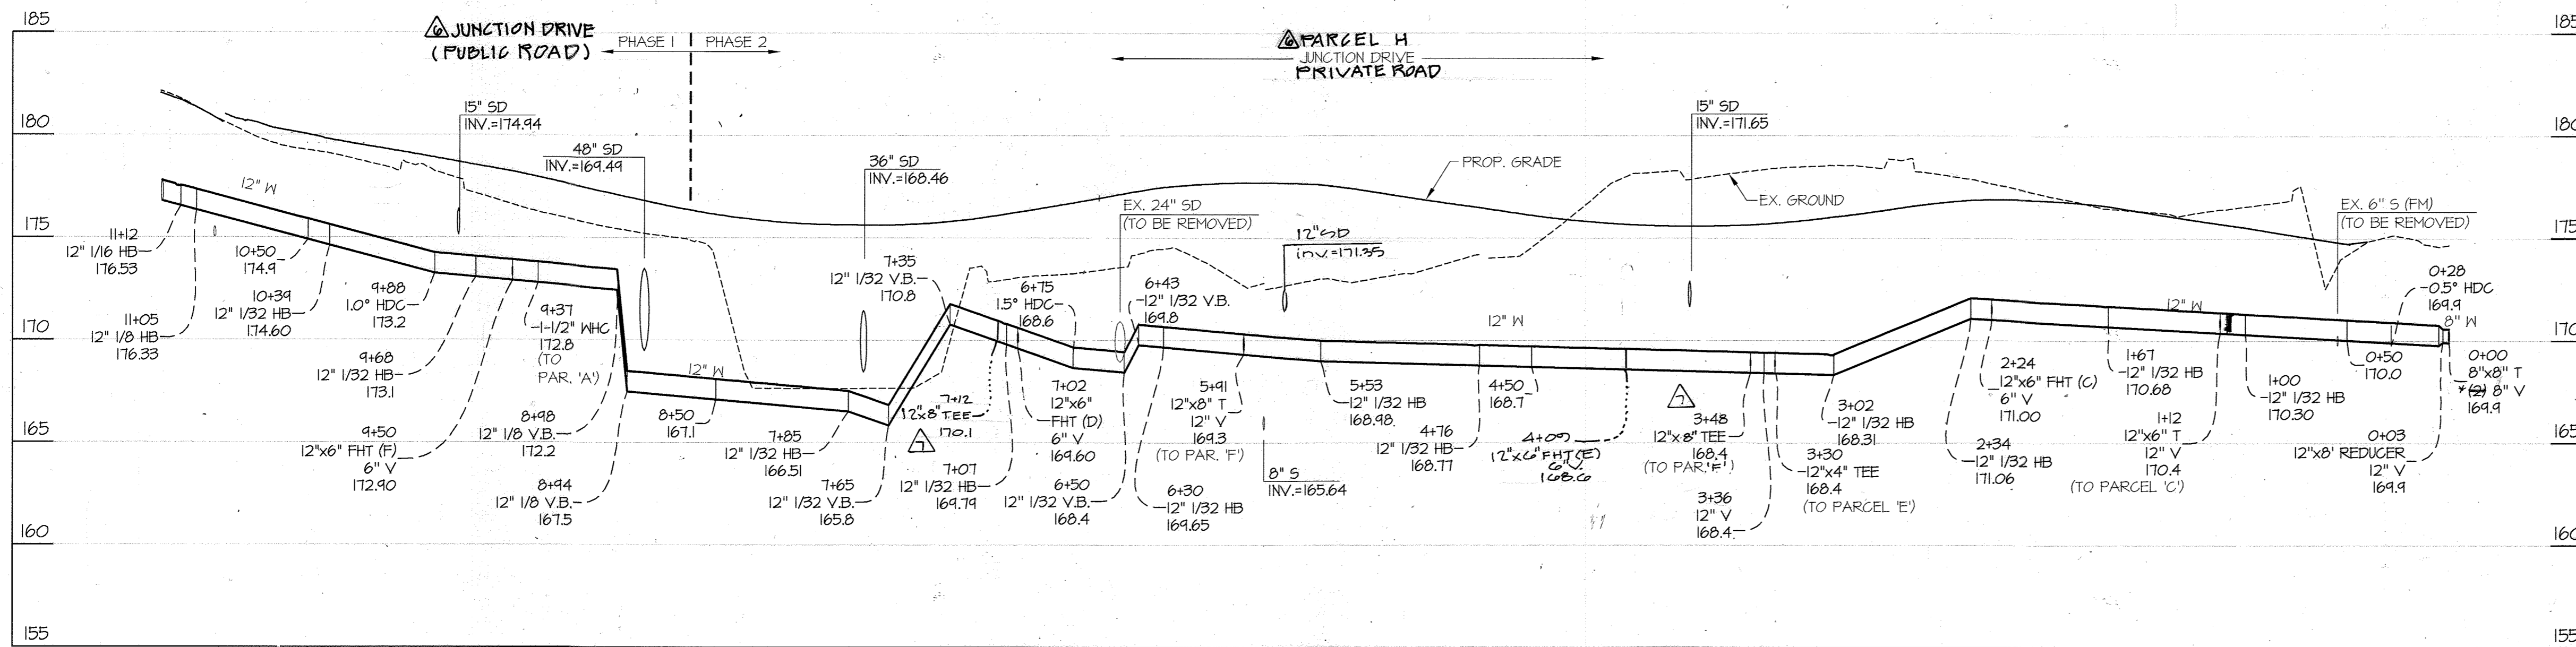 185
185
6 JUNCTION DRIVE
(PUBLIC ROAD)
PHASE 1
PHASE 2
6 PARCEL H
JUNCTION DRIVE
PRIVATE ROAD
180
180
15" SD
INV.=174.94
48" SD
INV.=169.49
36" SD
INV.=168.46
EX. 24" SD
(TO BE REMOVED)
12" SD
INV.=171.35
PROP. GRADE
15" SD
INV.=171.65
EX. GROUND
EX. 6" S (FM)
(TO BE REMOVED)
175
175
12" W
11+12
12" 1/16 HB
176.53
11+05
12" 1/8 HB
176.33
10+50
174.9
10+39
12" 1/32 HB
174.60
9+88
1.0° HDC
173.2
9+68
12" 1/32 HB
173.1
9+50
12"x6" FHT (F)
6" V
172.90
9+37
1-1/2" WHC
172.8
(TO
PAR. 'A')
8+98
12" 1/8 V.B.
172.2
8+94
12" 1/8 V.B.
167.5
12" W
8+50
167.1
7+85
12" 1/32 HB
166.51
7+65
12" 1/32 V.B.
165.8
7+35
12" 1/32 V.B.
170.8
7+12
12"x8" TEE
170.1
7
7+07
12" 1/32 HB
169.79
7+02
12"x6"
FHT (D)
6" V
169.60
6+75
1.5° HDC
168.6
6+50
12" 1/32 V.B.
168.4
6+43
12" 1/32 V.B.
169.8
6+30
12" 1/32 HB
169.65
5+91
12"x8" T
12" V
169.3
(TO PAR. 'F')
8" S
INV.=165.64
5+53
12" 1/32 HB
168.98
12" W
4+76
12" 1/32 HB
168.77
4+50
168.7
4+09
12"x6" FHT (E)
6" V.
168.6
7
3+48
12"x8" TEE
168.4
(TO PAR. 'F')
3+36
12" V
168.4
3+30
12"x4" TEE
168.4
(TO PARCEL 'E')
3+02
12" 1/32 HB
168.31
2+34
12" 1/32 HB
171.06
2+24
12"x6" FHT (C)
6" V
171.00
1+67
12" 1/32 HB
170.68
12" W
1+12
12"x6" T
12" V
170.4
(TO PARCEL 'C')
1+00
12" 1/32 HB
170.30
0+50
170.0
0+28
0.5° HDC
169.9
8" W
0+03
12"x8' REDUCER
12" V
169.9
0+00
8"x8" T
*(2) 8" V
169.9
170
170
165
165
160
160
155
155